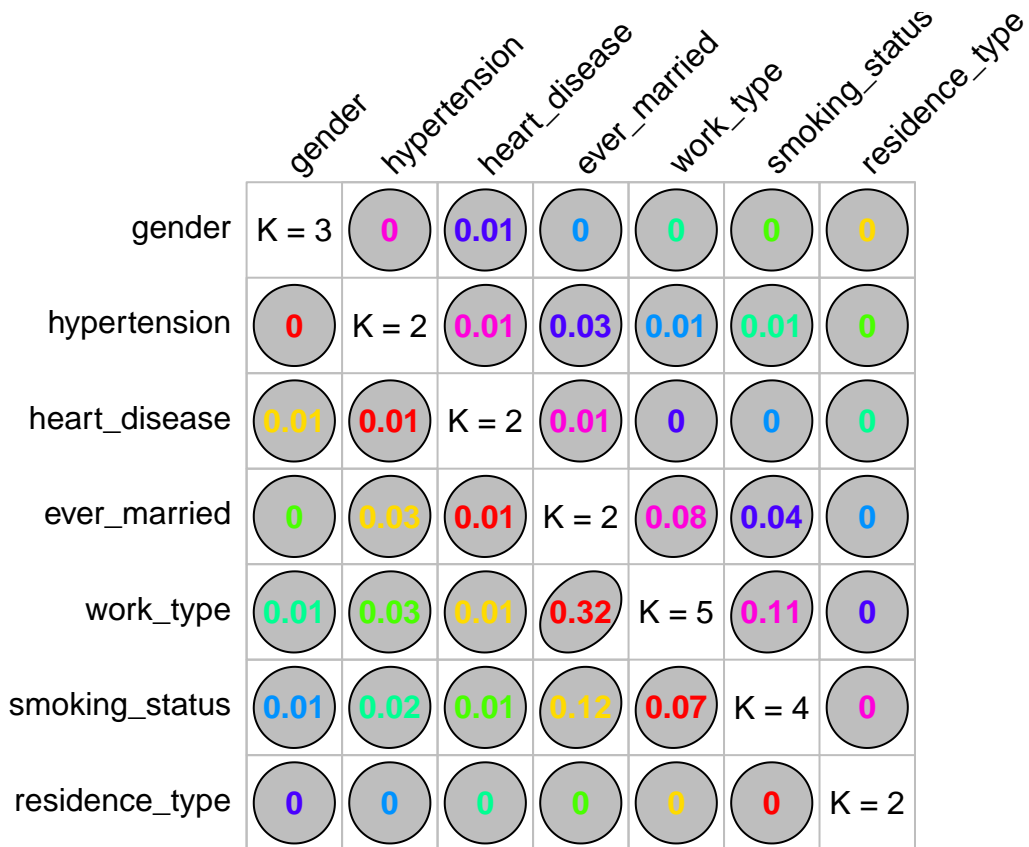 gender hypertension heart_disease ever_married work_type smoking_status residence_type
gender K = 3 0 0.01 0 0 0 0
hypertension 0 K = 2 0.01 0.03 0.01 0.01 0
heart_disease 0.01 0.01 K = 2 0.01 0 0 0
ever_married 0 0.03 0.01 K = 2 0.08 0.04 0
work_type 0.01 0.03 0.01 0.32 K = 5 0.11 0
smoking_status 0.01 0.02 0.01 0.12 0.07 K = 4 0
residence_type 0 0 0 0 0 0 K = 2